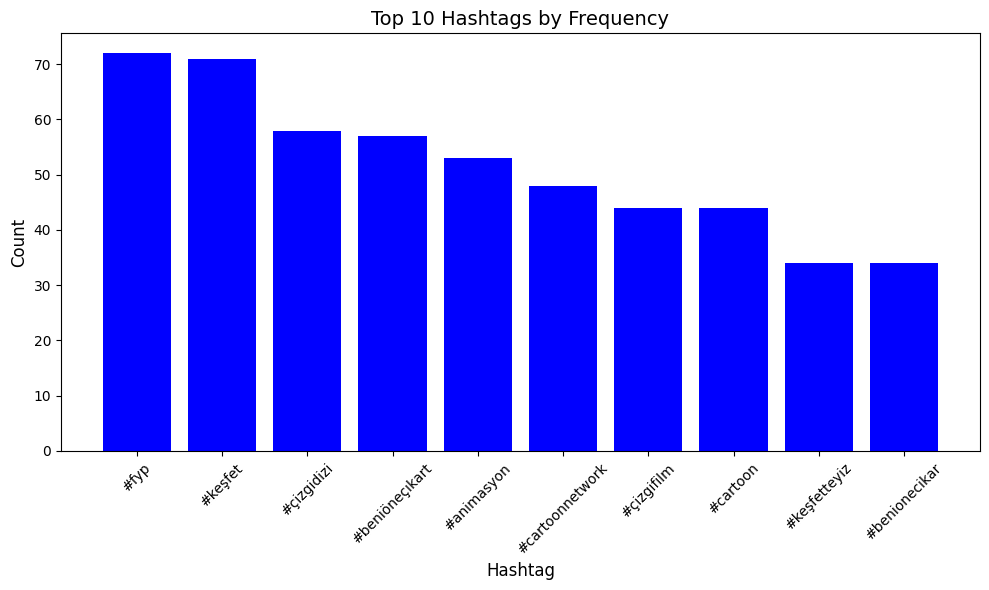 Top 10 Hashtags by Frequency
Count
70
60
50
40
30
20
10
0
#fyp
#keşfet
#çizgidizi
#beniöneçıkart
#animasyon
#cartoonnetwork
#çizgifilm
#cartoon
#keşfetteyiz
#benionecikar
Hashtag